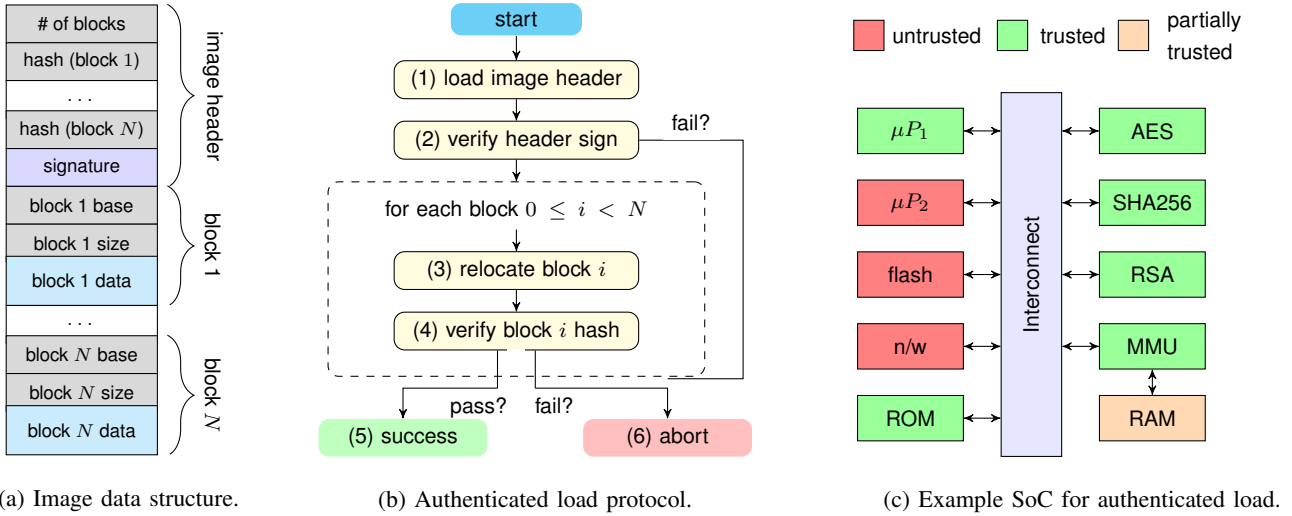 # of blocks
hash (block 1)
. . .
hash (block N)
signature
block 1 base
block 1 size
block 1 data
. . .
block N base
block N size
block N data
image header
block 1
block N
(a) Image data structure.
start
(1) load image header
(2) verify header sign
fail?
for each block 0 ≤ i < N
(3) relocate block i
(4) verify block i hash
pass?
fail?
(5) success
(6) abort
(b) Authenticated load protocol.
untrusted
trusted
partially
trusted
μP₁
μP₂
flash
n/w
ROM
Interconnect
AES
SHA256
RSA
MMU
RAM
(c) Example SoC for authenticated load.